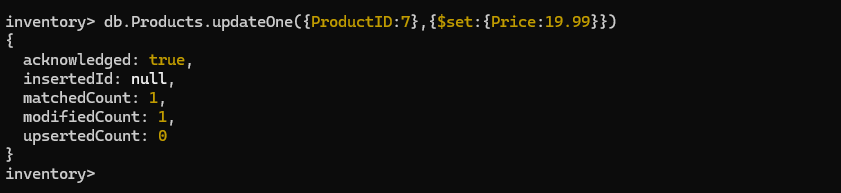 inventory> db.Products.updateOne({ProductID:7},{$set:{Price:19.99}})
{
  acknowledged: true,
  insertedId: null,
  matchedCount: 1,
  modifiedCount: 1,
  upsertedCount: 0
}
inventory>